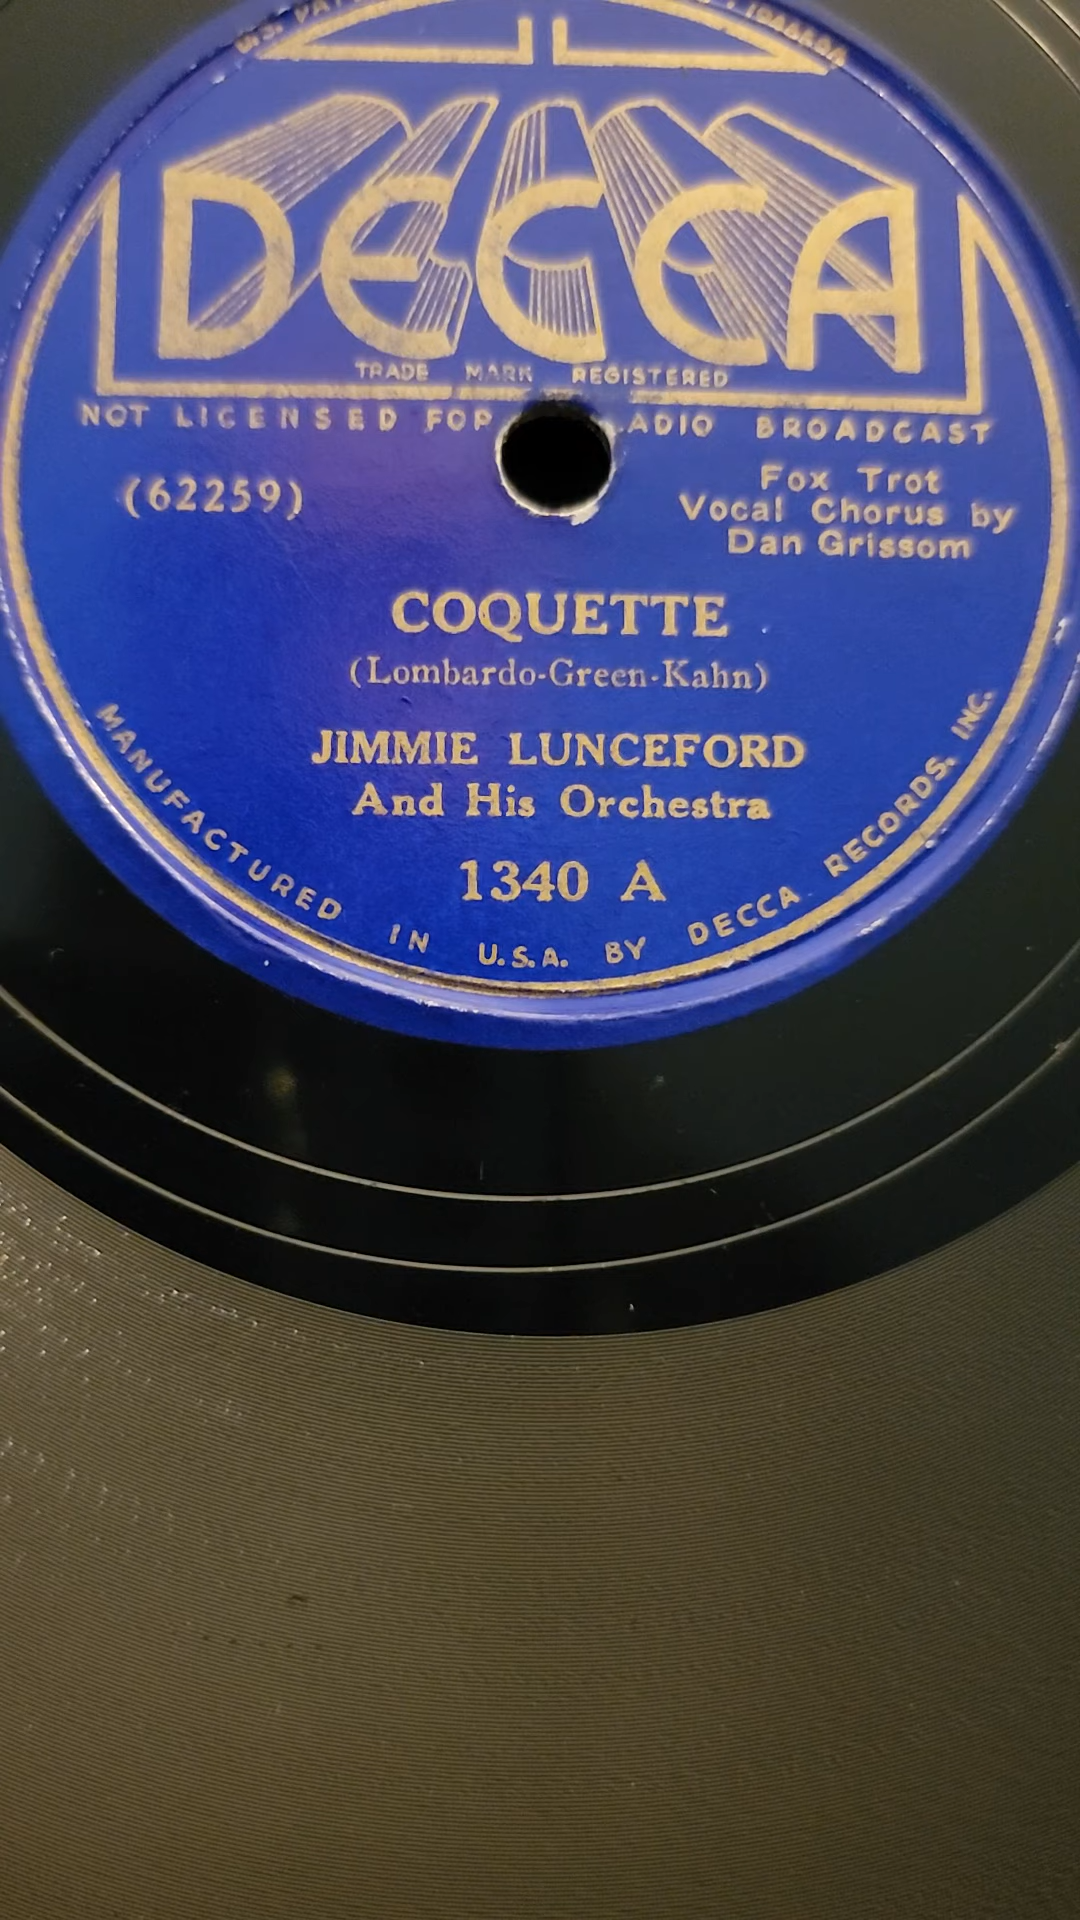 DECCA
TRADE MARK REGISTERED
NOT LICENSED FOR ADIO BROADCAST
(62259)
Fox Trot
Vocal Chorus by
Dan Grissom
COQUETTE
(Lombardo-Green-Kahn)
JIMMIE LUNCEFORD
And His Orchestra
1340 A
MANUFACTURED IN U.S.A. BY DECCA RECORDS, INC.